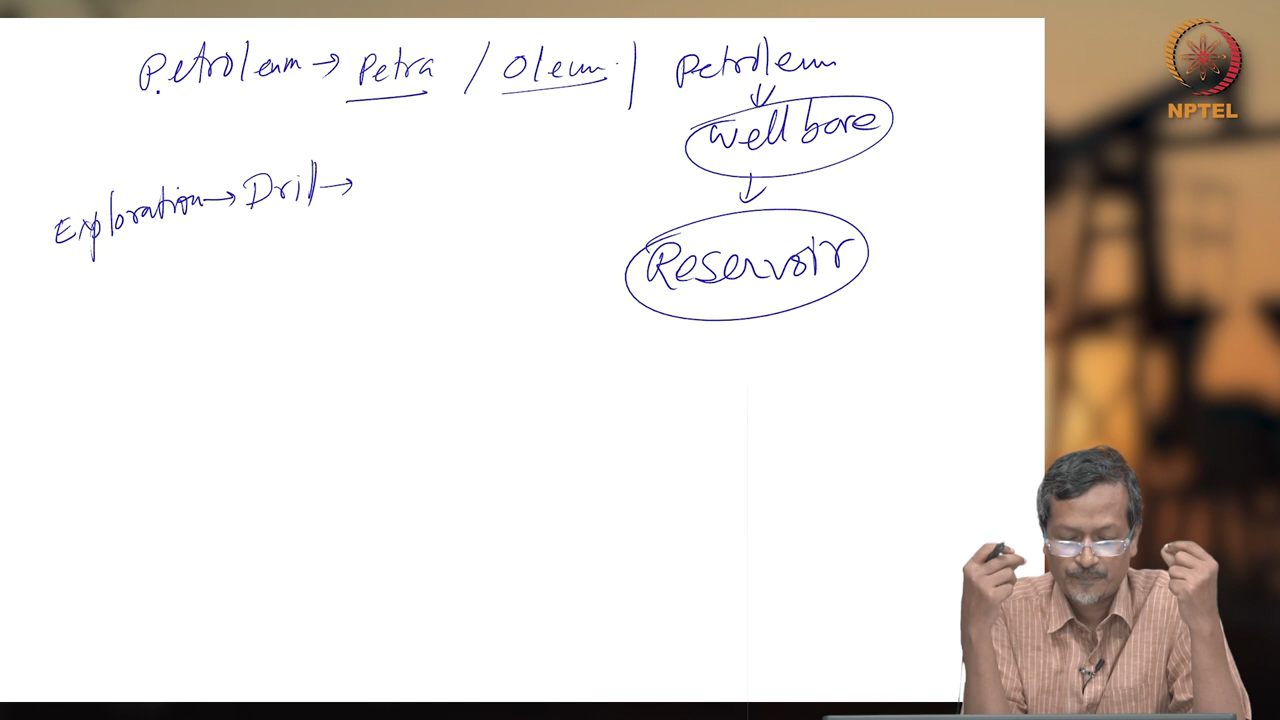 Petroleum → Petra / Oleum. | Petroleum
↓
Well bore
↓
Reservoir
Exploration → Drill →
NPTEL